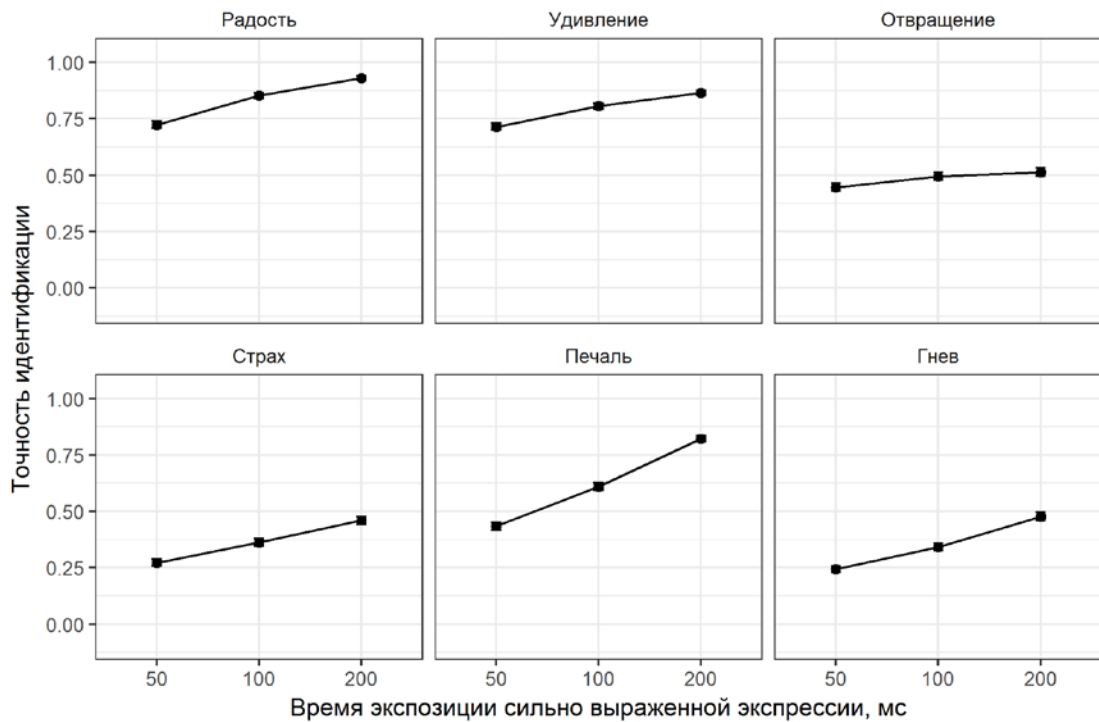 Радость Удивление Отвращение
1.00
0.75
0.50
0.25
0.00
Страх Печаль Гнев
1.00
0.75
0.50
0.25
0.00
50 100 200 50 100 200 50 100 200
Время экспозиции сильно выраженной экспрессии, мс
Точность идентификации